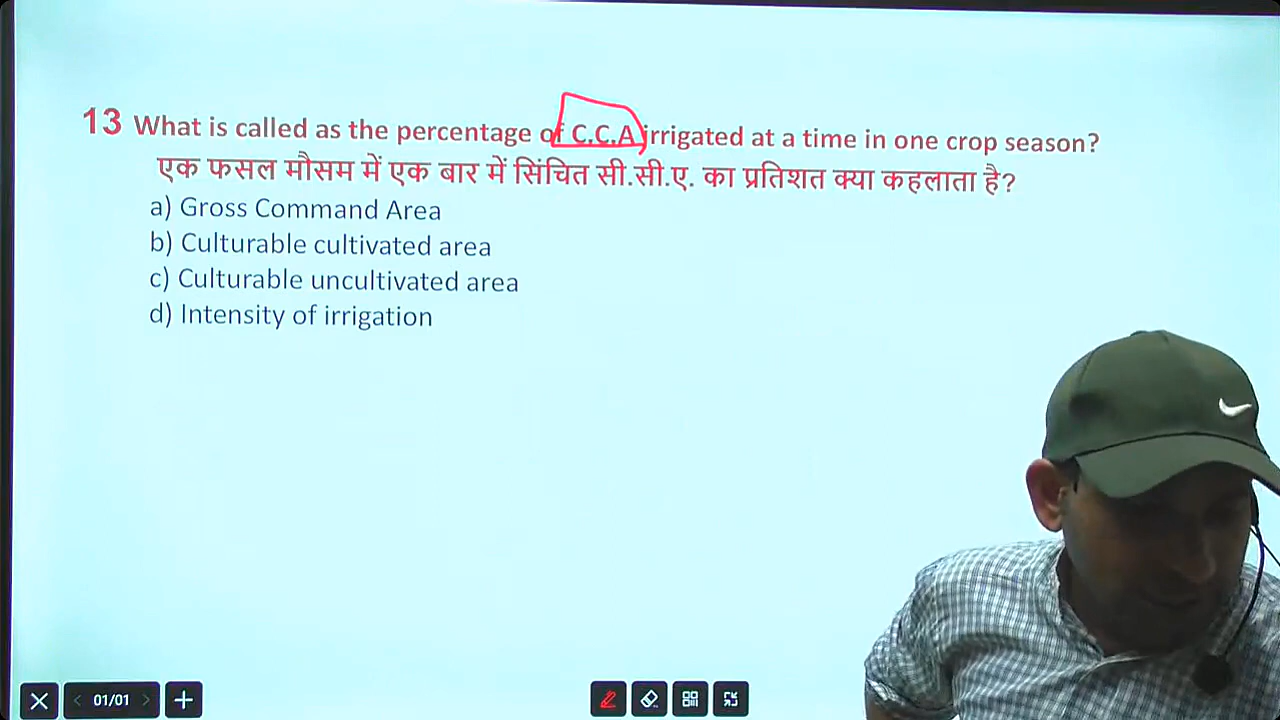 13 What is called as the percentage of C.C.A irrigated at a time in one crop season?
एक फसल मौसम में एक बार में सिंचित सी.सी.ए. का प्रतिशत क्या कहलाता है?
a) Gross Command Area
b) Culturable cultivated area
c) Culturable uncultivated area
d) Intensity of irrigation
01/01